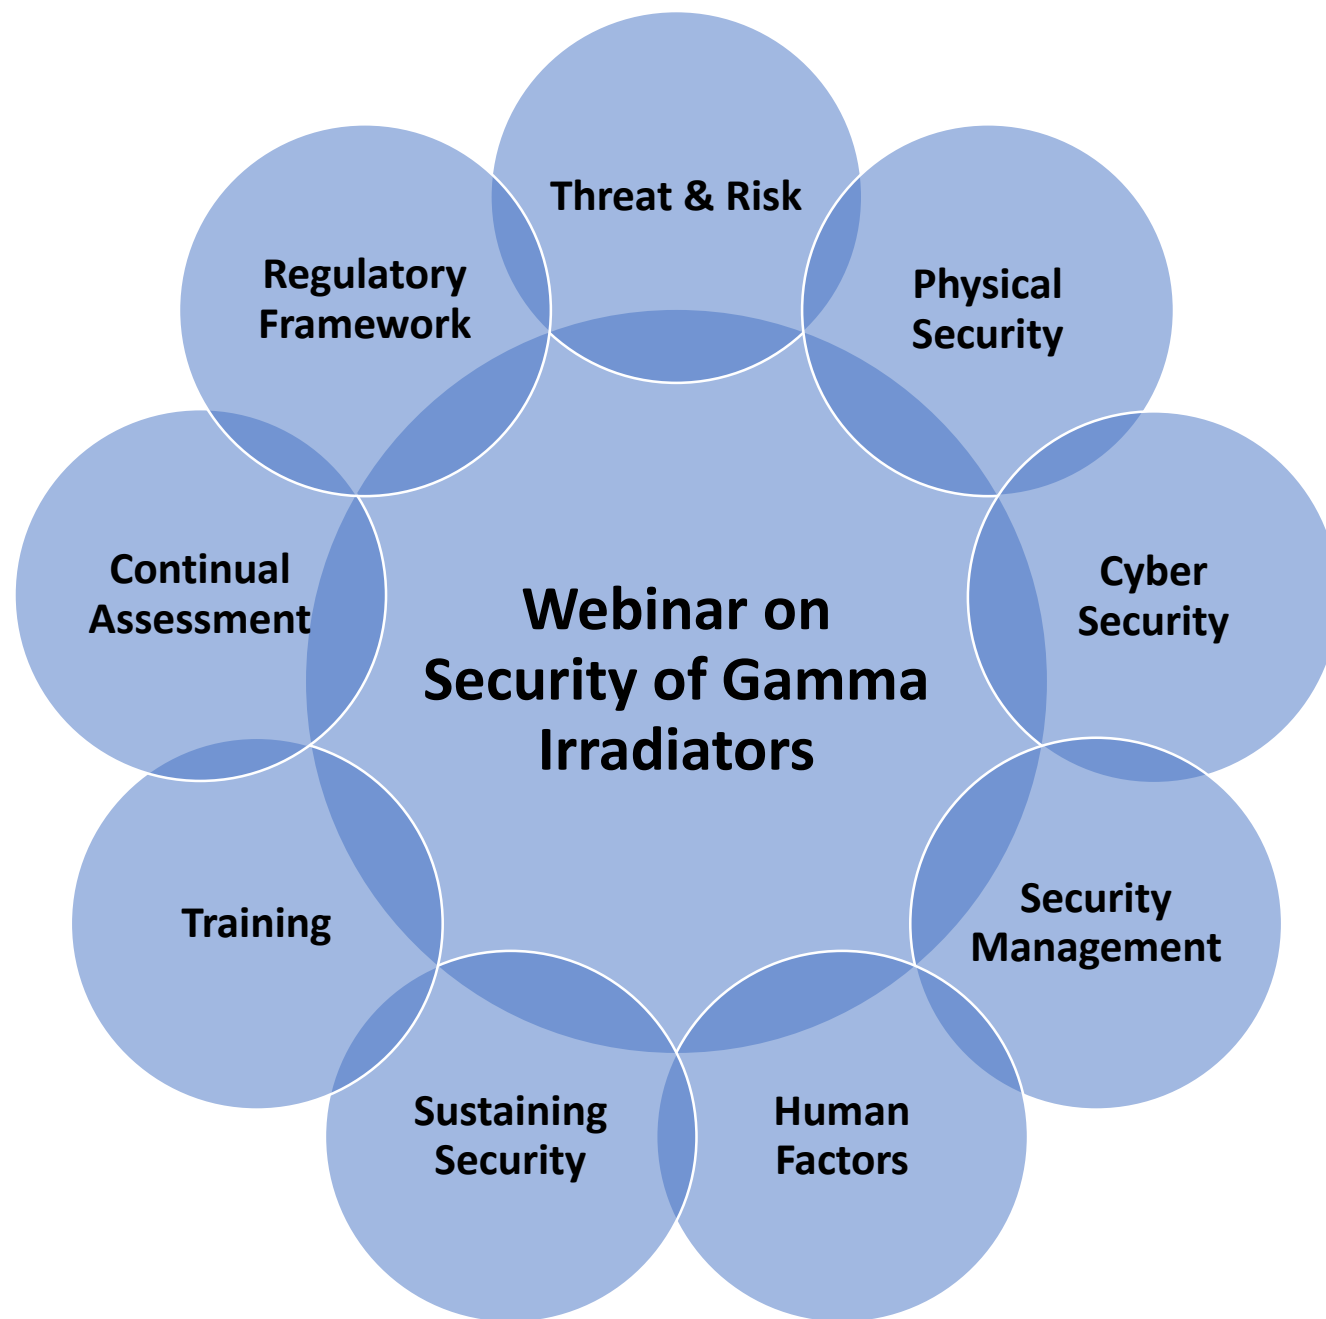 Threat & Risk
Physical
Security
Cyber
Security
Security
Management
Human
Factors
Sustaining
Security
Training
Continual
Assessment
Regulatory
Framework
Webinar on
Security of Gamma
Irradiators